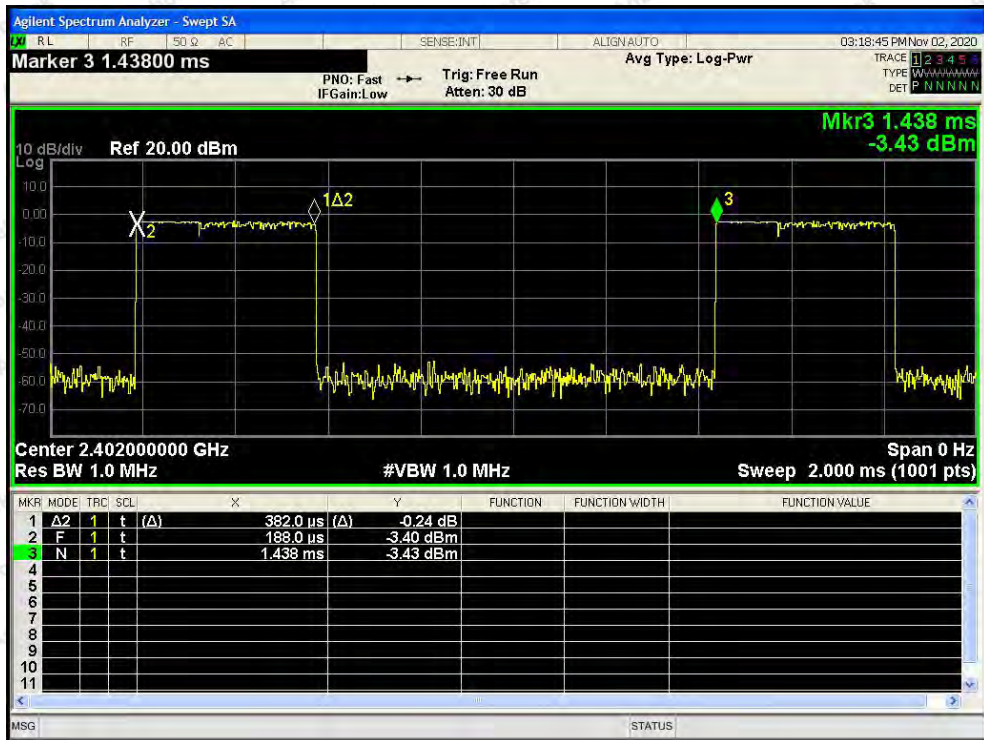 Agilent Spectrum Analyzer - Swept SA
LXI RL RF 50 Ω AC SENSE:INT ALIGNAUTO 03:18:45 PM Nov 02, 2020
Marker 3 1.43800 ms Avg Type: Log-Pwr TRACE 1 2 3 4 5 6
PNO: Fast Trig: Free Run TYPE WWWWWW
IFGain:Low Atten: 30 dB DET P N N N N N
Mkr3 1.438 ms
10 dB/div Ref 20.00 dBm -3.43 dBm
Log
10.0
1Δ2 3
0.00
2
-10.0
-20.0
-30.0
-40.0
-50.0
-60.0
-70.0
Center 2.402000000 GHz Span 0 Hz
Res BW 1.0 MHz #VBW 1.0 MHz Sweep 2.000 ms (1001 pts)
MKR MODE TRC SCL X Y FUNCTION FUNCTION WIDTH FUNCTION VALUE
1 Δ2 1 t (Δ) 382.0 µs (Δ) -0.24 dB
2 F 1 t 188.0 µs -3.40 dBm
3 N 1 t 1.438 ms -3.43 dBm
4
5
6
7
8
9
10
11
MSG STATUS